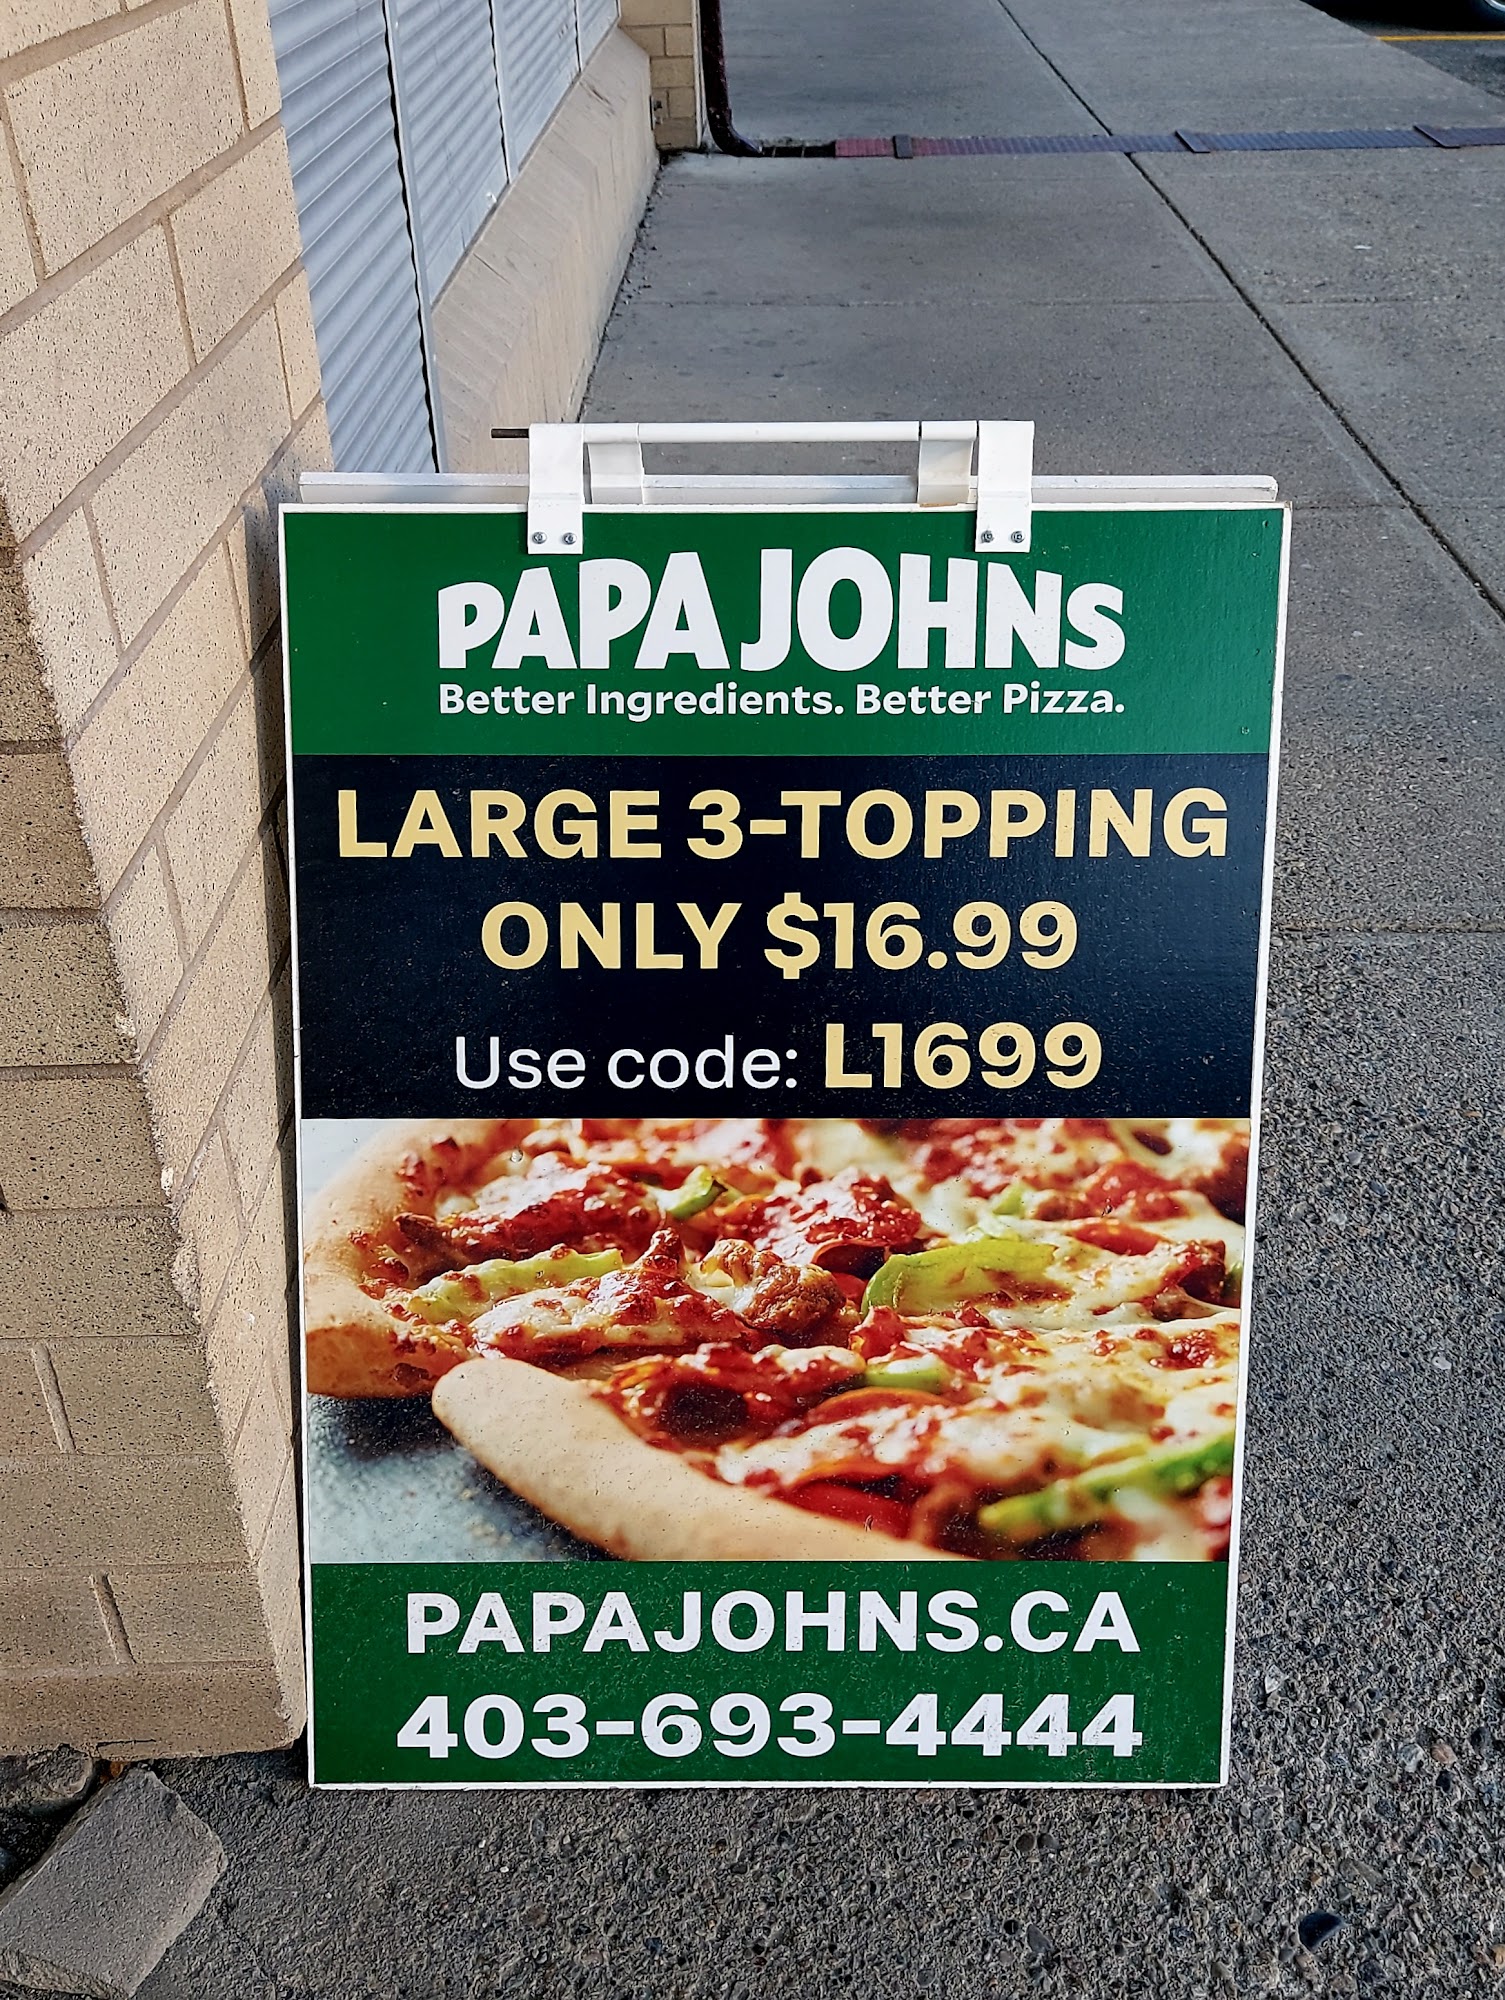 PAPA JOHNS
Better Ingredients. Better Pizza.
LARGE 3-TOPPING
ONLY $16.99
Use code: L1699
PAPAJOHNS.CA
403-693-4444